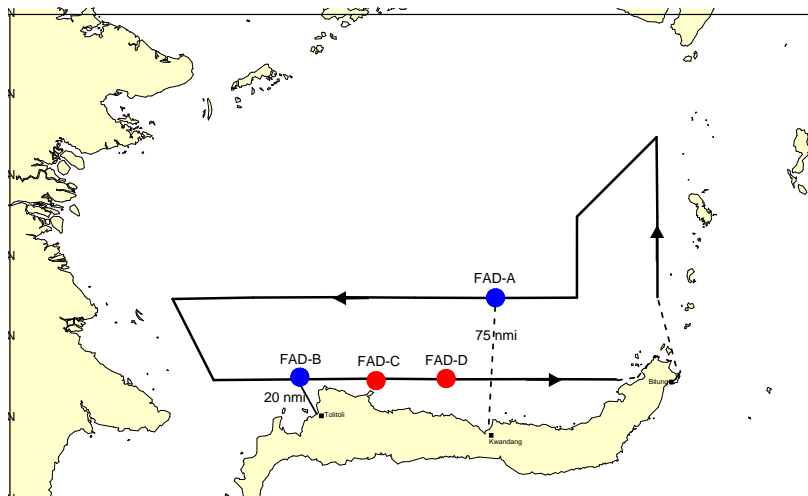 N
N
N
FAD-A
N
75 nmi
FAD-B
FAD-C
FAD-D
Bitung
20 nmi
N
Tolitoli
Kwandang